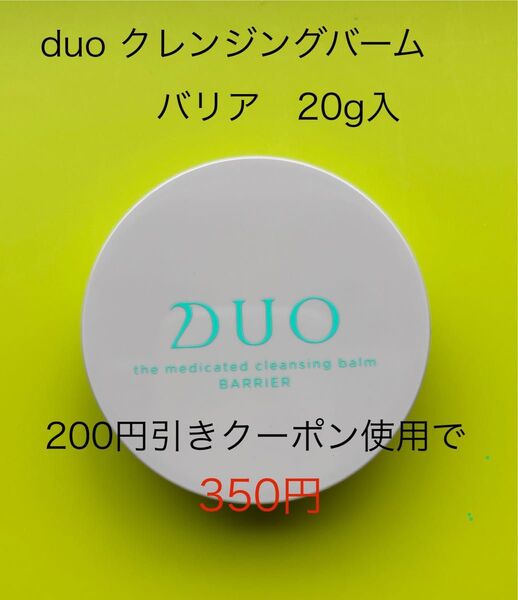 duo クレンジングバーム
バリア　20g入
DUO
the medicated cleansing balm
BARRIER
200円引きクーポン使用で
350円